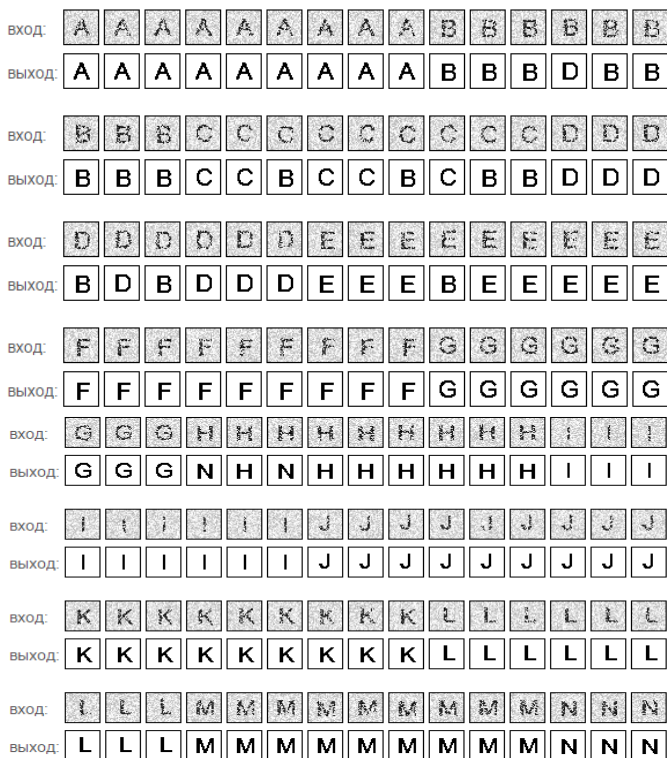 вход: A A A A A A A A A B B B B B B
выход: A A A A A A A A A B B B D B B
вход: B B B C C C C C C C C C D D D
выход: B B B C C B C C B C B B D D D
вход: D D D D D D E E E E E E E E E
выход: B D B D D D E E E B E E E E E
вход: F F F F F F F F F G G G G G G
выход: F F F F F F F F F G G G G G G
вход: G G G H H H H H H H H H I I I
выход: G G G N H N H H H H H H I I I
вход: I I I I I I J J J J J J J J J
выход: I I I I I I J J J J J J J J J
вход: K K K K K K K K K L L L L L L
выход: K K K K K K K K K L L L L L L
вход: L L L M M M M M M M M M N N N
выход: L L L M M M M M M M M M N N N